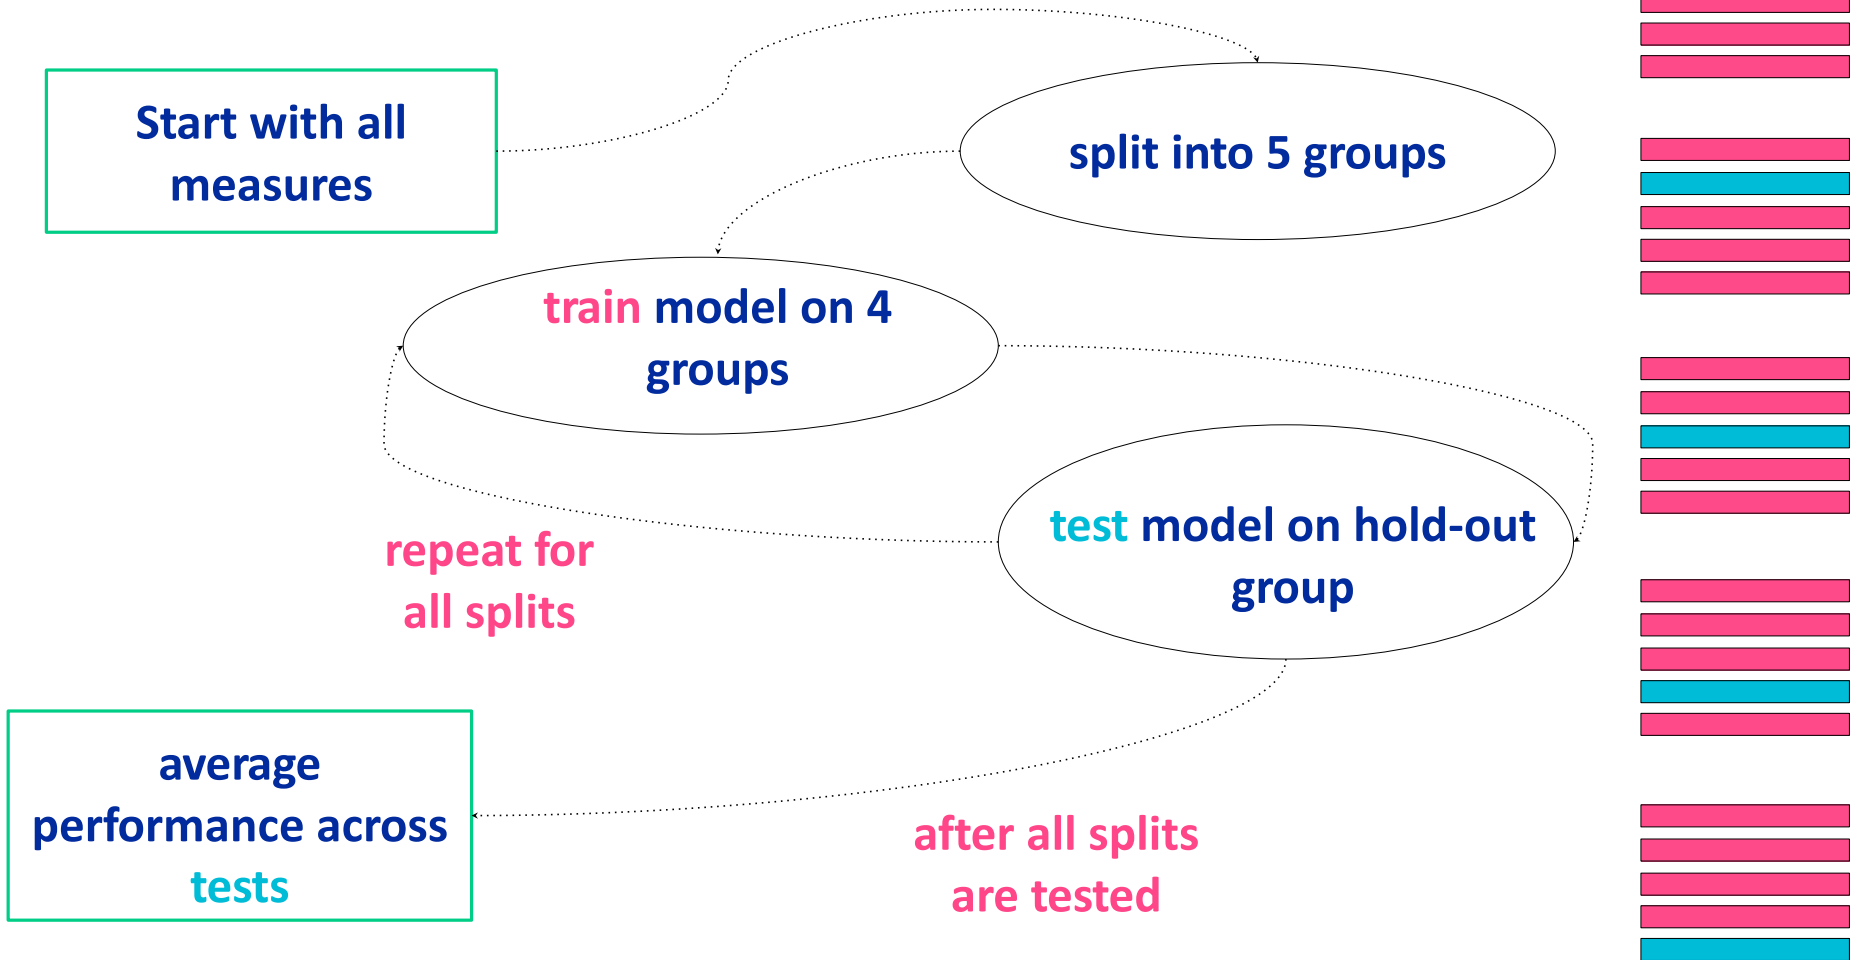 Start with all
measures
split into 5 groups
train model on 4
groups
test model on hold-out
group
repeat for
all splits
average
performance across
tests
after all splits
are tested